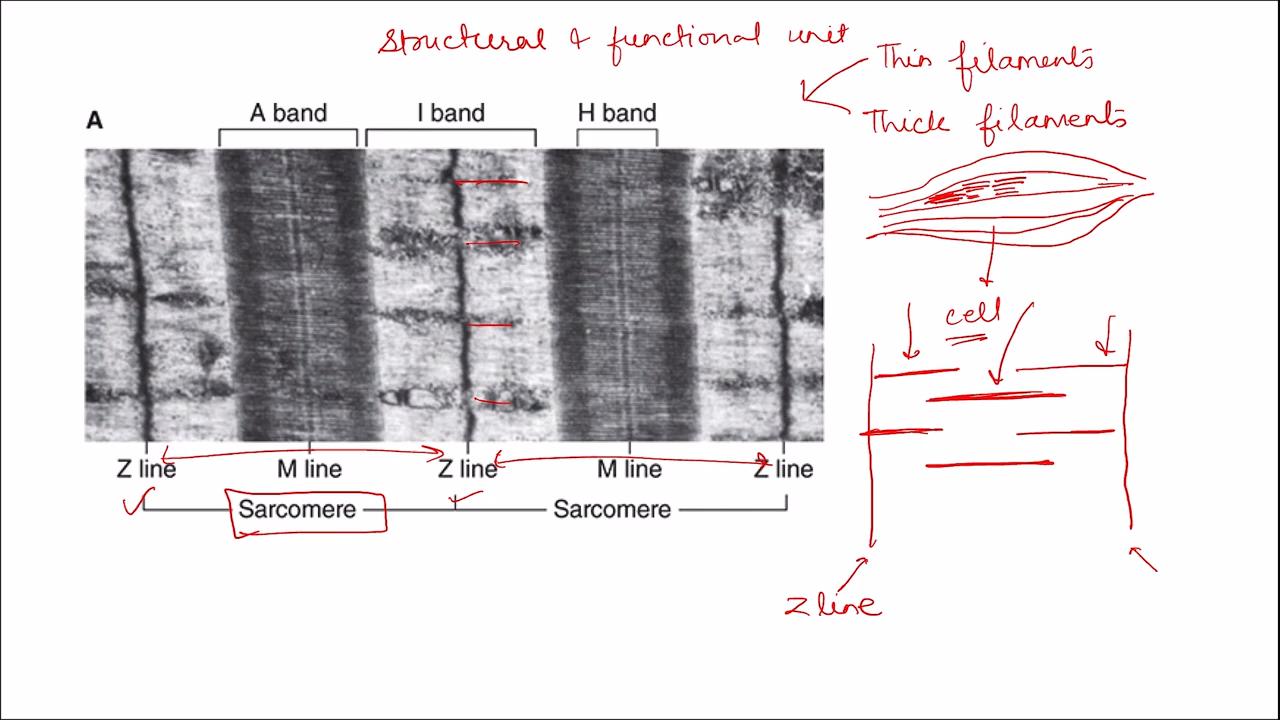 Structural & functional unit
Thin filaments
Thick filaments
A
A band
I band
H band
cell
Z line
M line
Z line
M line
Z line
Sarcomere
Sarcomere
Z line